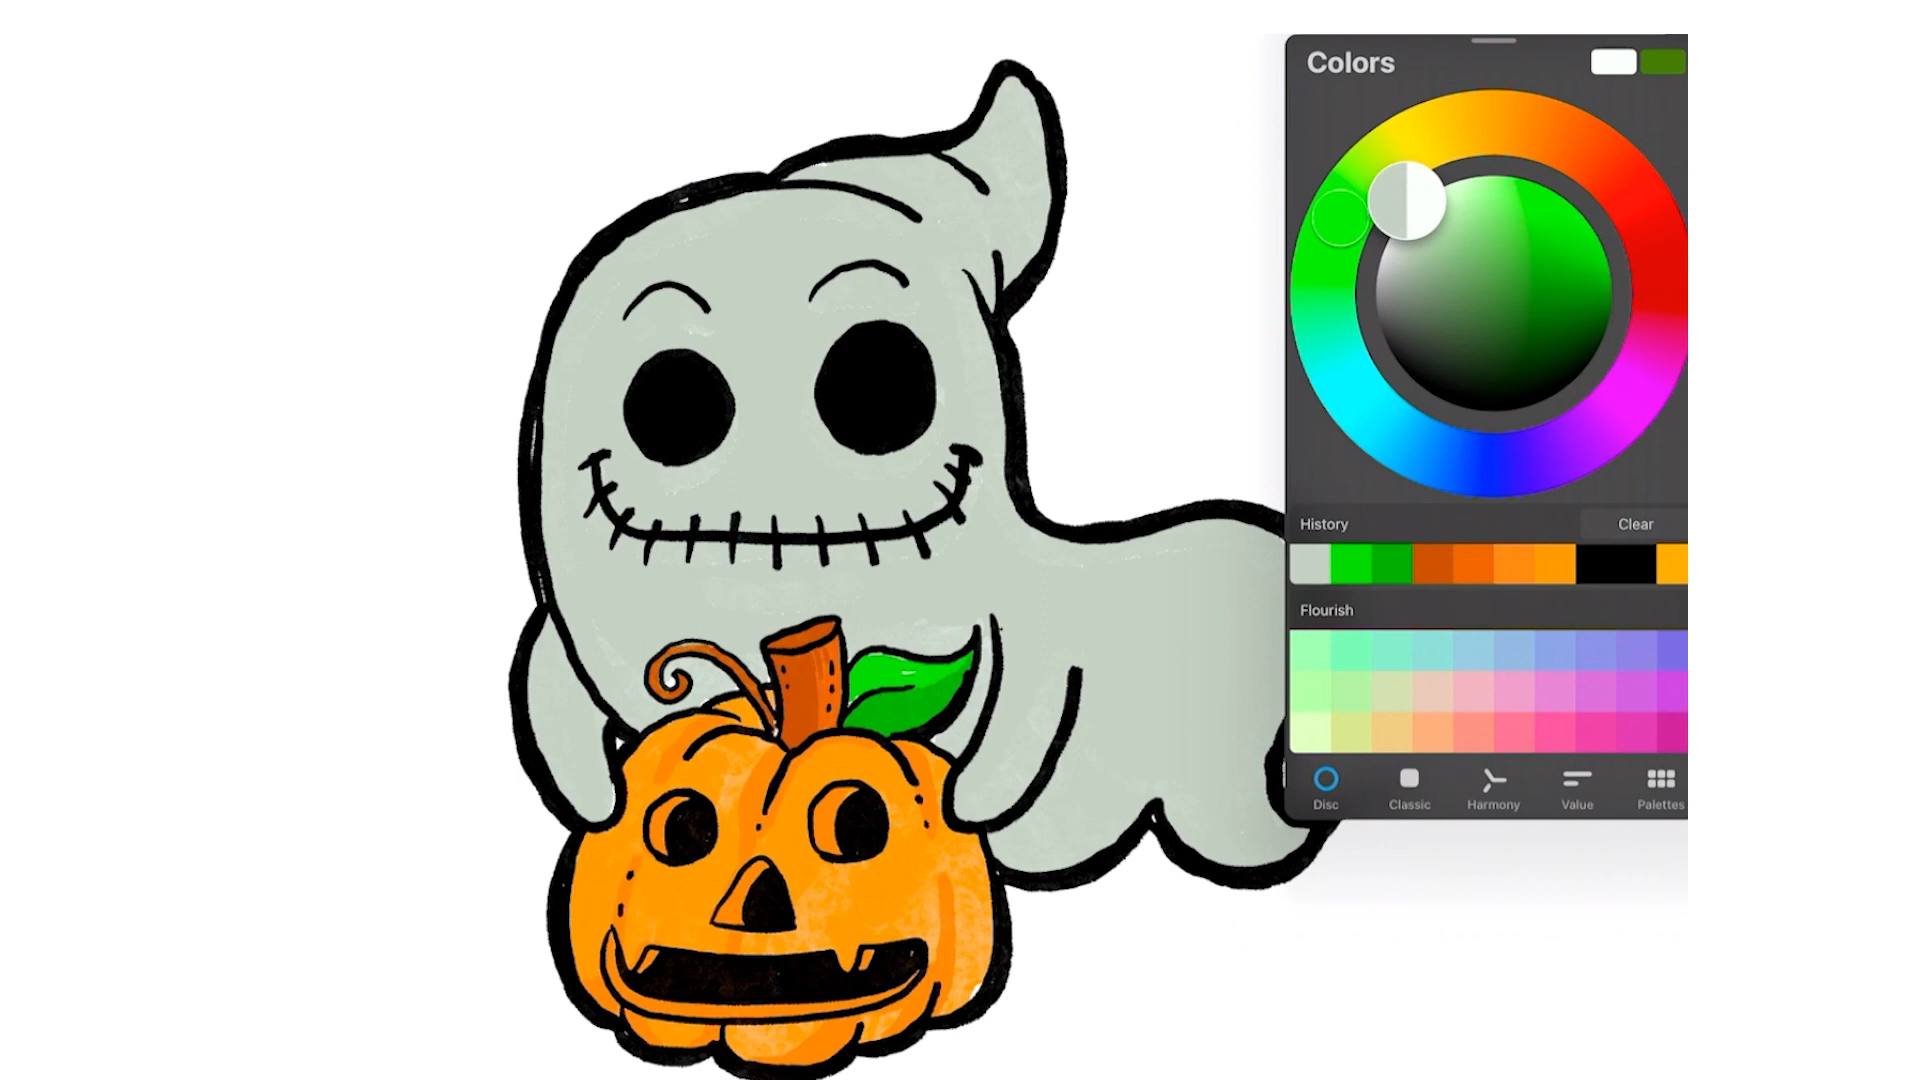 Colors
History
Clear
Flourish
Disc
Classic
Harmony
Value
Palettes